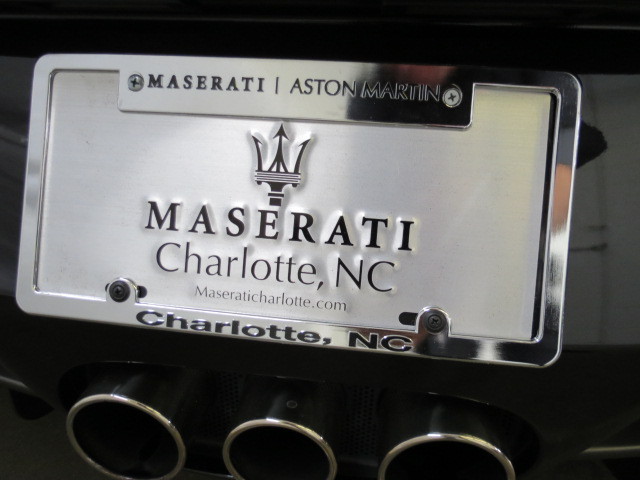 MASERATI | ASTON MARTIN
MASERATI
Charlotte, NC
Maseraticharlotte.com
Charlotte, NC